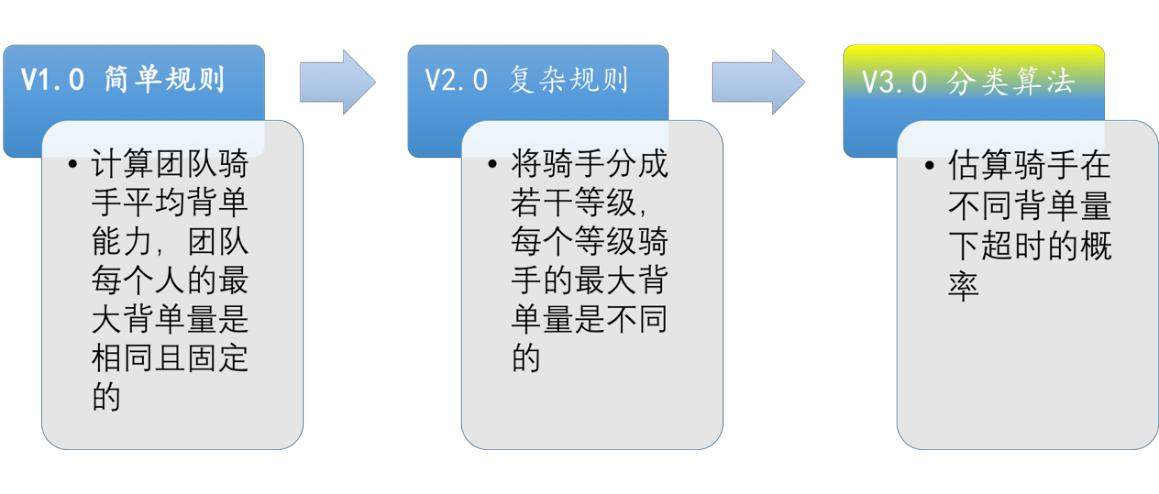 V1.0 简单规则
• 计算团队骑
手平均背单
能力，团队
每个人的最
大背单量是
相同且固定
的
V2.0 复杂规则
• 将骑手分成
若干等级，
每个等级骑
手的最大背
单量是不同
的
V3.0 分类算法
• 估算骑手在
不同背单量
下超时的概
率